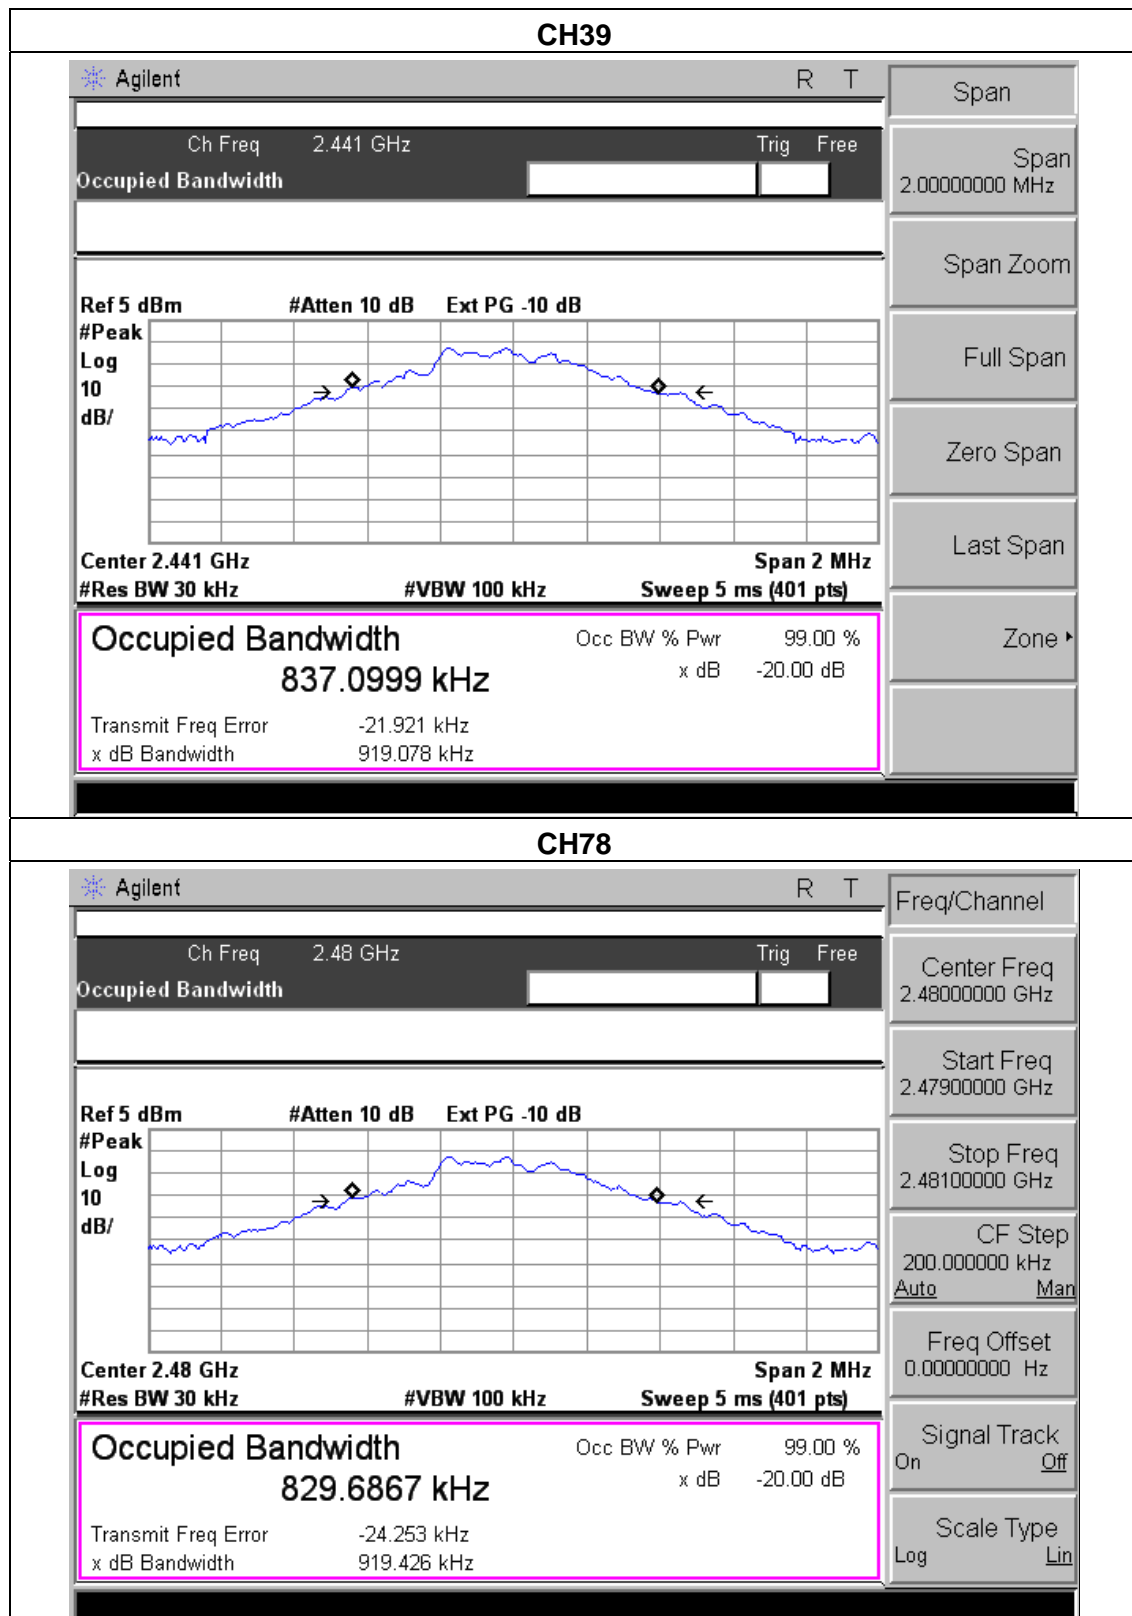 CH39
Agilent R T
Ch Freq 2.441 GHz Trig Free
Occupied Bandwidth
Ref 5 dBm #Atten 10 dB Ext PG -10 dB
#Peak
Log
10
dB/
Center 2.441 GHz Span 2 MHz
#Res BW 30 kHz #VBW 100 kHz Sweep 5 ms (401 pts)
Occupied Bandwidth Occ BW % Pwr 99.00 %
837.0999 kHz x dB -20.00 dB
Transmit Freq Error -21.921 kHz
x dB Bandwidth 919.078 kHz
Span
Span
2.00000000 MHz
Span Zoom
Full Span
Zero Span
Last Span
Zone
CH78
Agilent R T
Ch Freq 2.48 GHz Trig Free
Occupied Bandwidth
Ref 5 dBm #Atten 10 dB Ext PG -10 dB
#Peak
Log
10
dB/
Center 2.48 GHz Span 2 MHz
#Res BW 30 kHz #VBW 100 kHz Sweep 5 ms (401 pts)
Occupied Bandwidth Occ BW % Pwr 99.00 %
829.6867 kHz x dB -20.00 dB
Transmit Freq Error -24.253 kHz
x dB Bandwidth 919.426 kHz
Freq/Channel
Center Freq
2.48000000 GHz
Start Freq
2.47900000 GHz
Stop Freq
2.48100000 GHz
CF Step
200.000000 kHz
Auto Man
Freq Offset
0.00000000 Hz
Signal Track
On Off
Scale Type
Log Lin